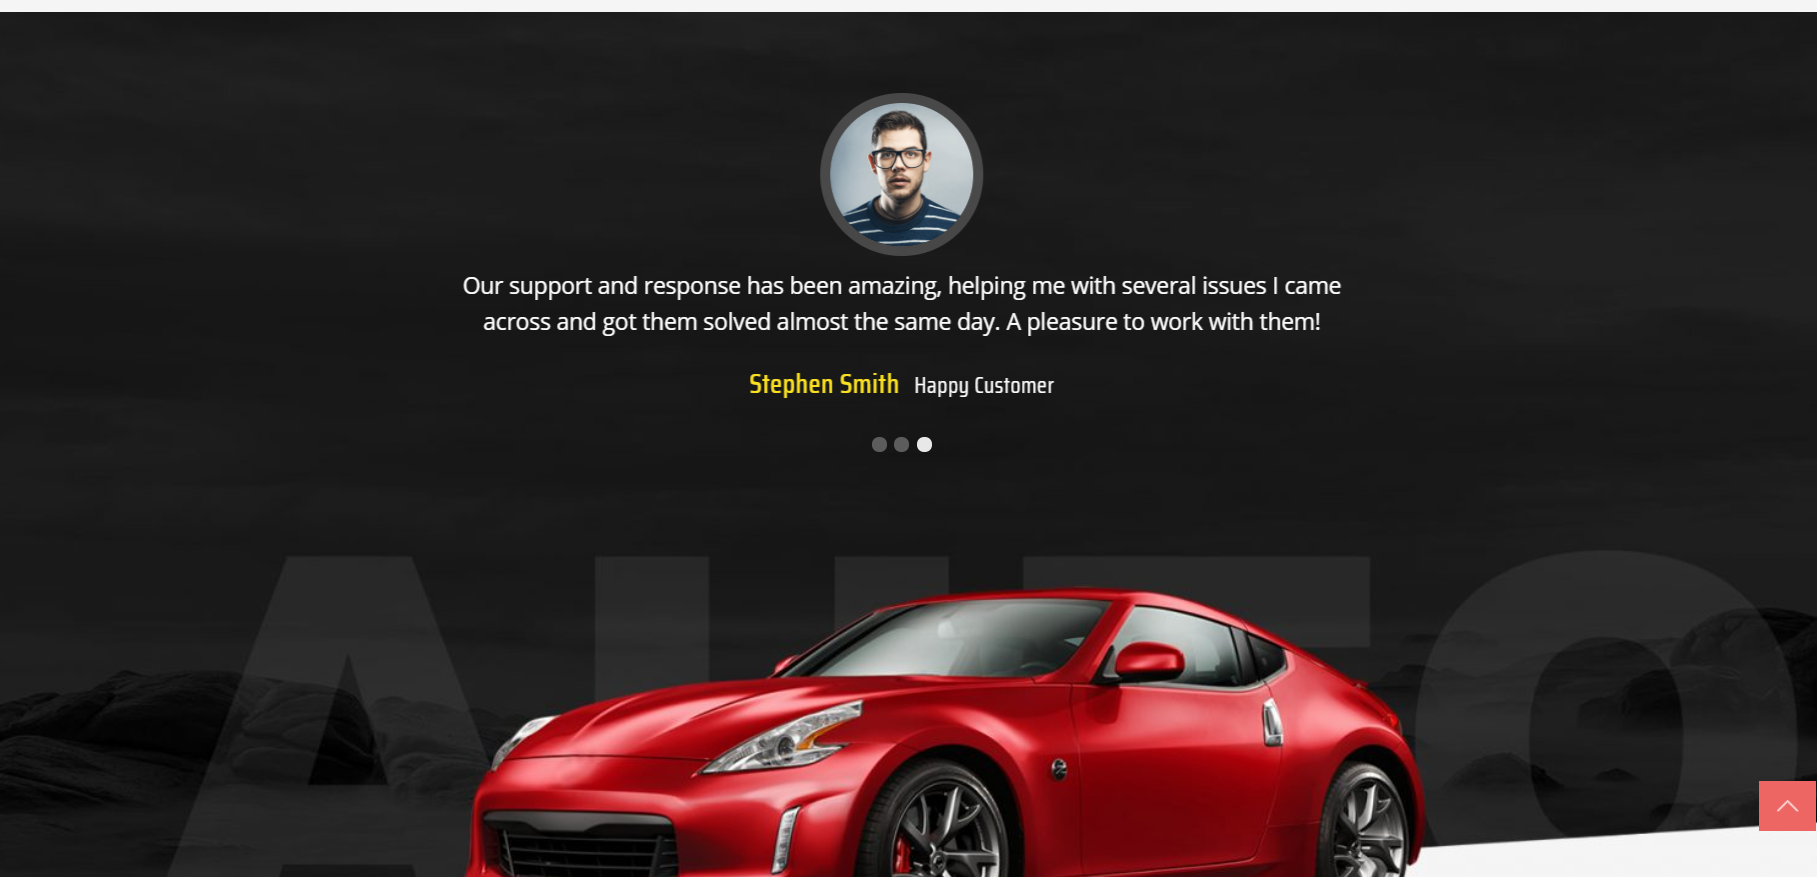 Our support and response has been amazing, helping me with several issues I came
across and got them solved almost the same day. A pleasure to work with them!
Stephen Smith Happy Customer
AUTO